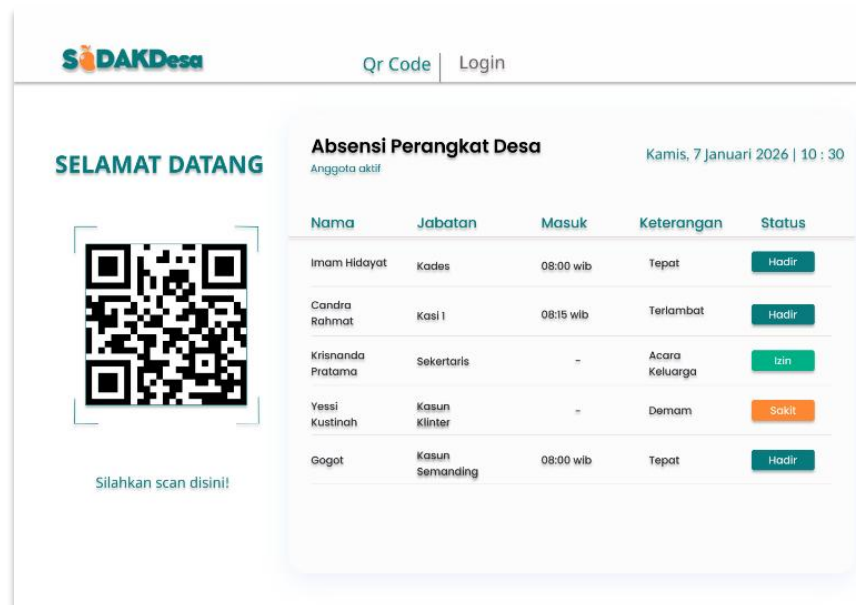 SiDAKDesa
Qr Code Login
SELAMAT DATANG
Silahkan scan disini!
Absensi Perangkat Desa
Anggota aktif
Kamis, 7 Januari 2026 | 10 : 30
Nama Jabatan Masuk Keterangan Status
Imam Hidayat Kades 08:00 wib Tepat Hadir
Candra
Rahmat Kasi 1 08:15 wib Terlambat Hadir
Krisnanda
Pratama Sekertaris - Acara
Keluarga Izin
Yessi
Kustinah Kasun
Klinter - Demam Sakit
Gogot Kasun
Semanding 08:00 wib Tepat Hadir